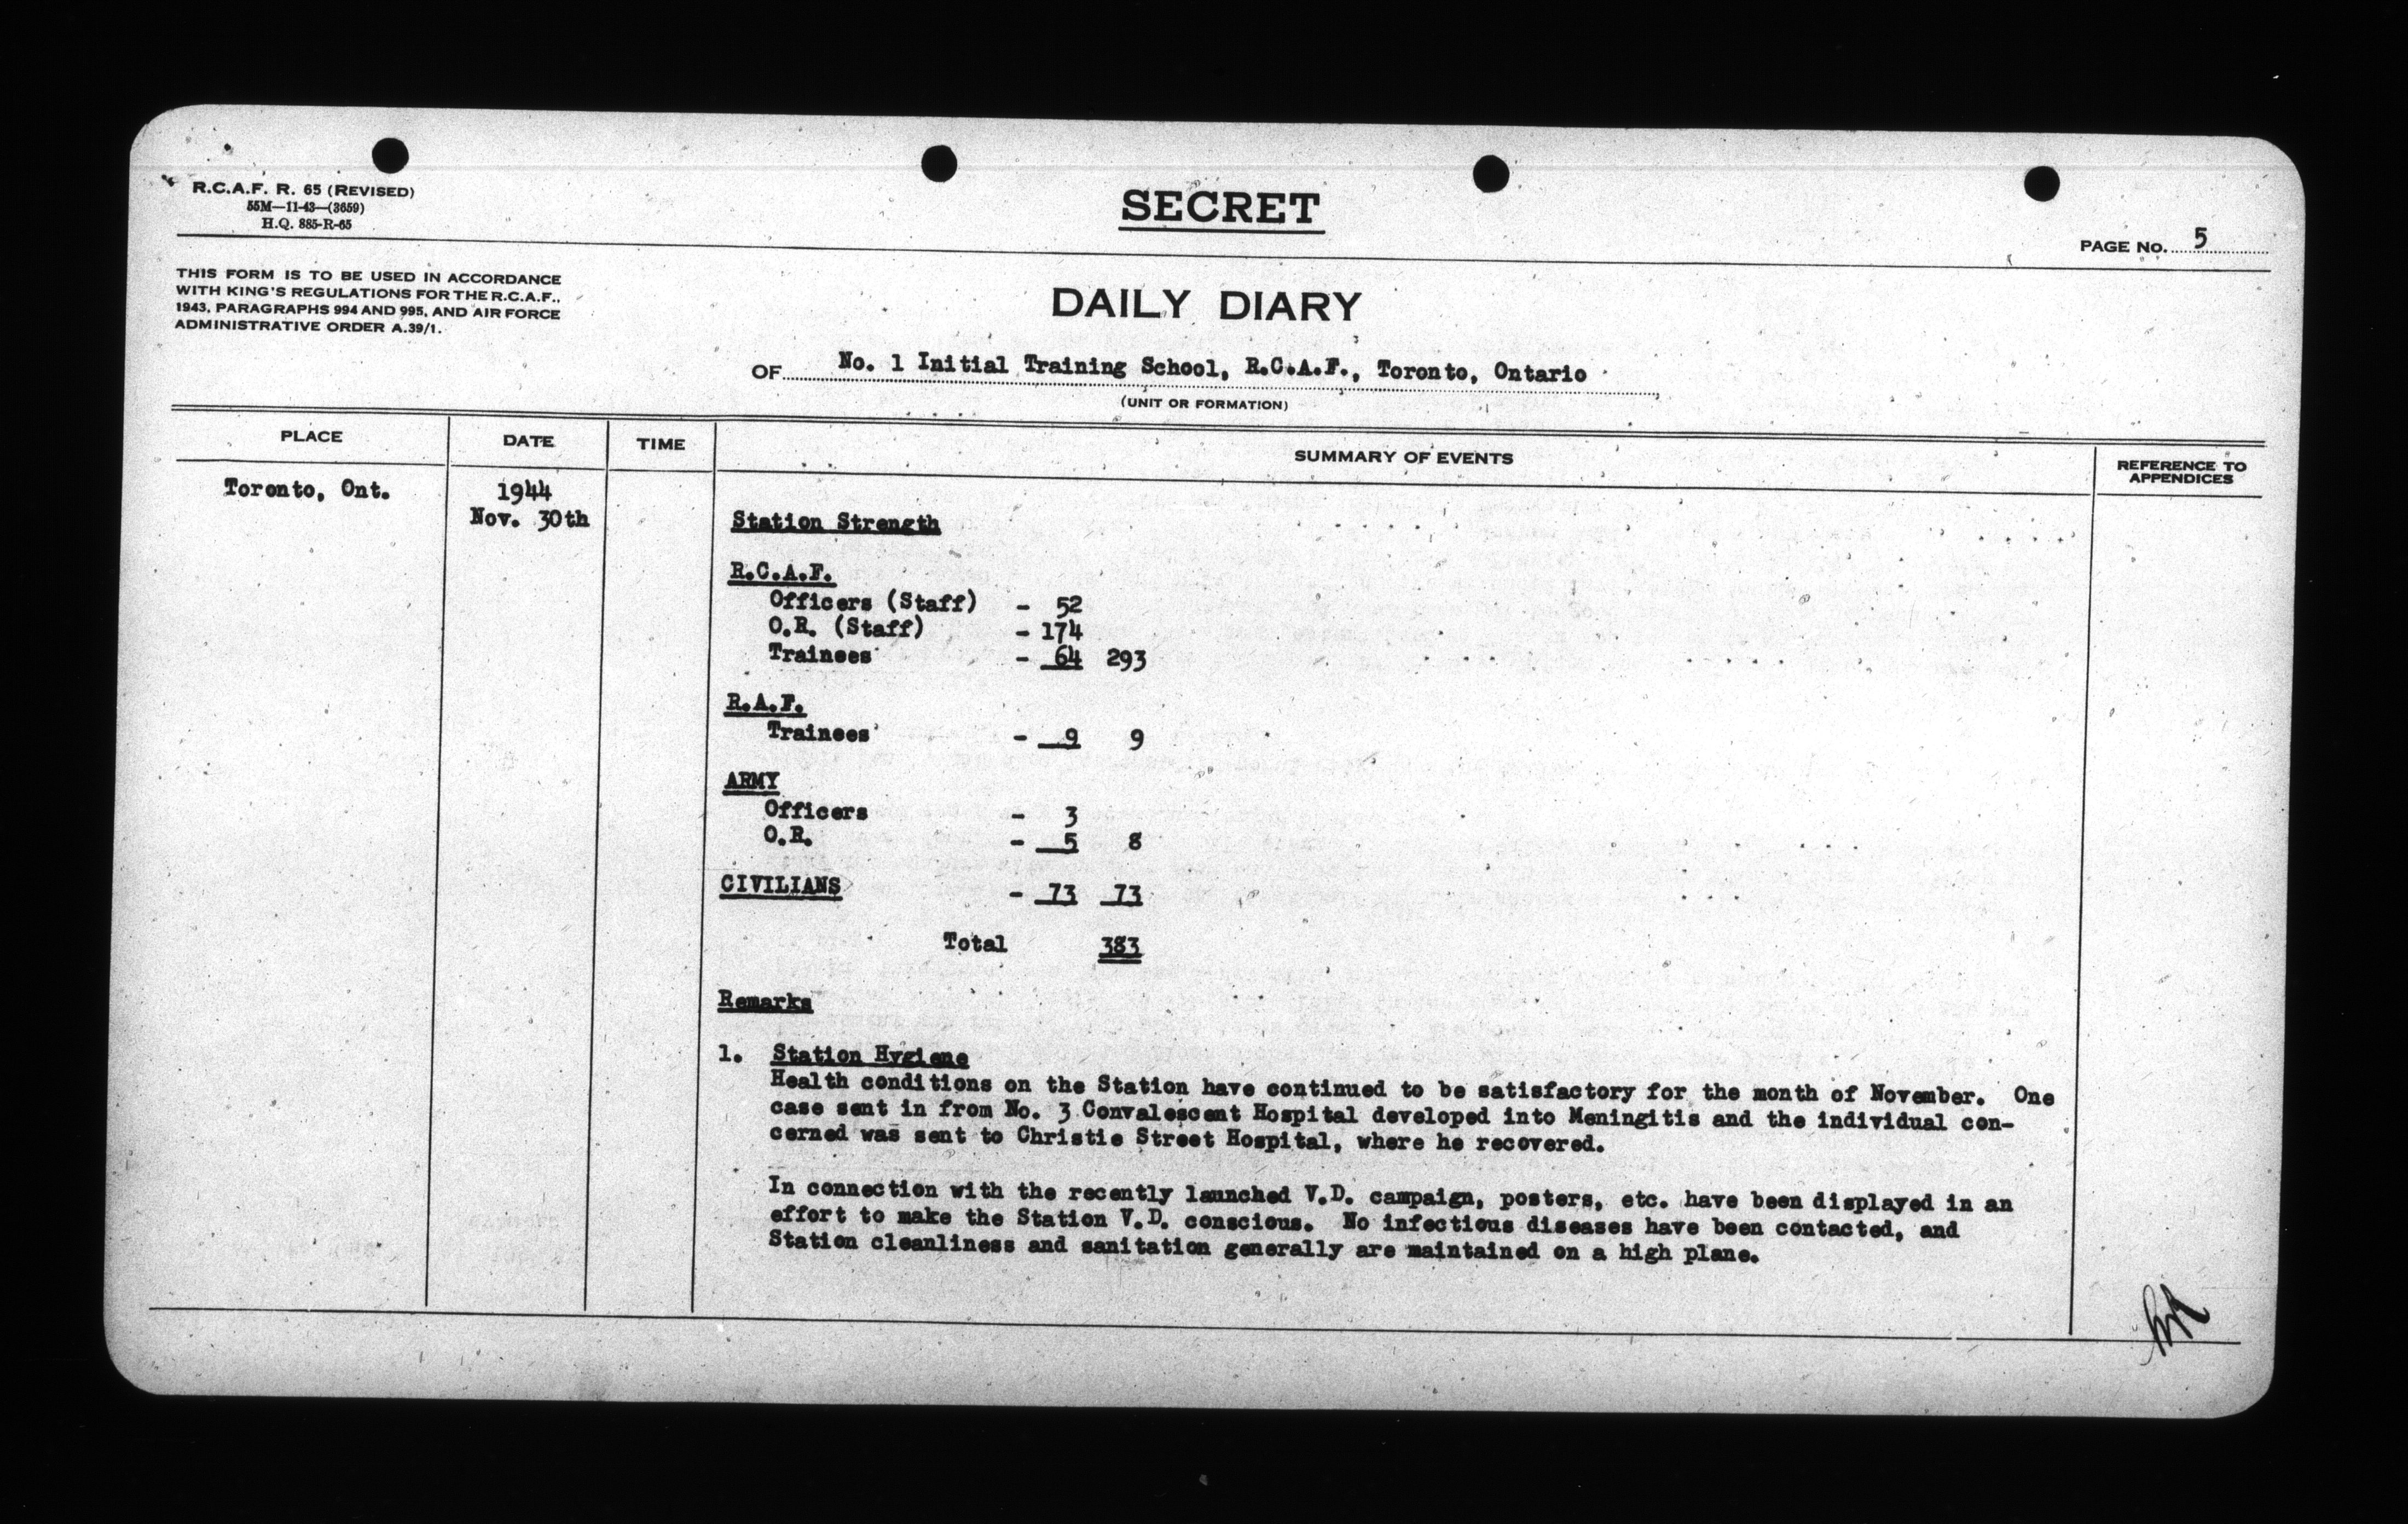 R.C.A.F. R. 65 (REVISED)
55M—11-43—(3659)
H.Q. 885-R-65
SECRET
PAGE No. 5
THIS FORM IS TO BE USED IN ACCORDANCE
WITH KING'S REGULATIONS FOR THE R.C.A.F.,
1943, PARAGRAPHS 994 AND 995, AND AIR FORCE
ADMINISTRATIVE ORDER A.39/1.
DAILY DIARY
OF No. 1 Initial Training School, R.C.A.F., Toronto, Ontario
(UNIT OR FORMATION)
PLACE DATE TIME SUMMARY OF EVENTS REFERENCE TO APPENDICES
Toronto, Ont. 1944
Nov. 30th
Station Strength
R.C.A.F.
Officers (Staff) - 52
O.R. (Staff) - 174
Trainees - 64 293
R.A.F.
Trainees - 9 9
ARMY
Officers - 3
O.R. - 5 8
CIVILIANS - 73 73
Total 383
Remarks
1. Station Hygiene
Health conditions on the Station have continued to be satisfactory for the month of November. One
case sent in from No. 3 Convalescent Hospital developed into Meningitis and the individual con-
cerned was sent to Christie Street Hospital, where he recovered.
In connection with the recently launched V.D. campaign, posters, etc. have been displayed in an
effort to make the Station V.D. conscious. No infectious diseases have been contacted, and
Station cleanliness and sanitation generally are maintained on a high plane.